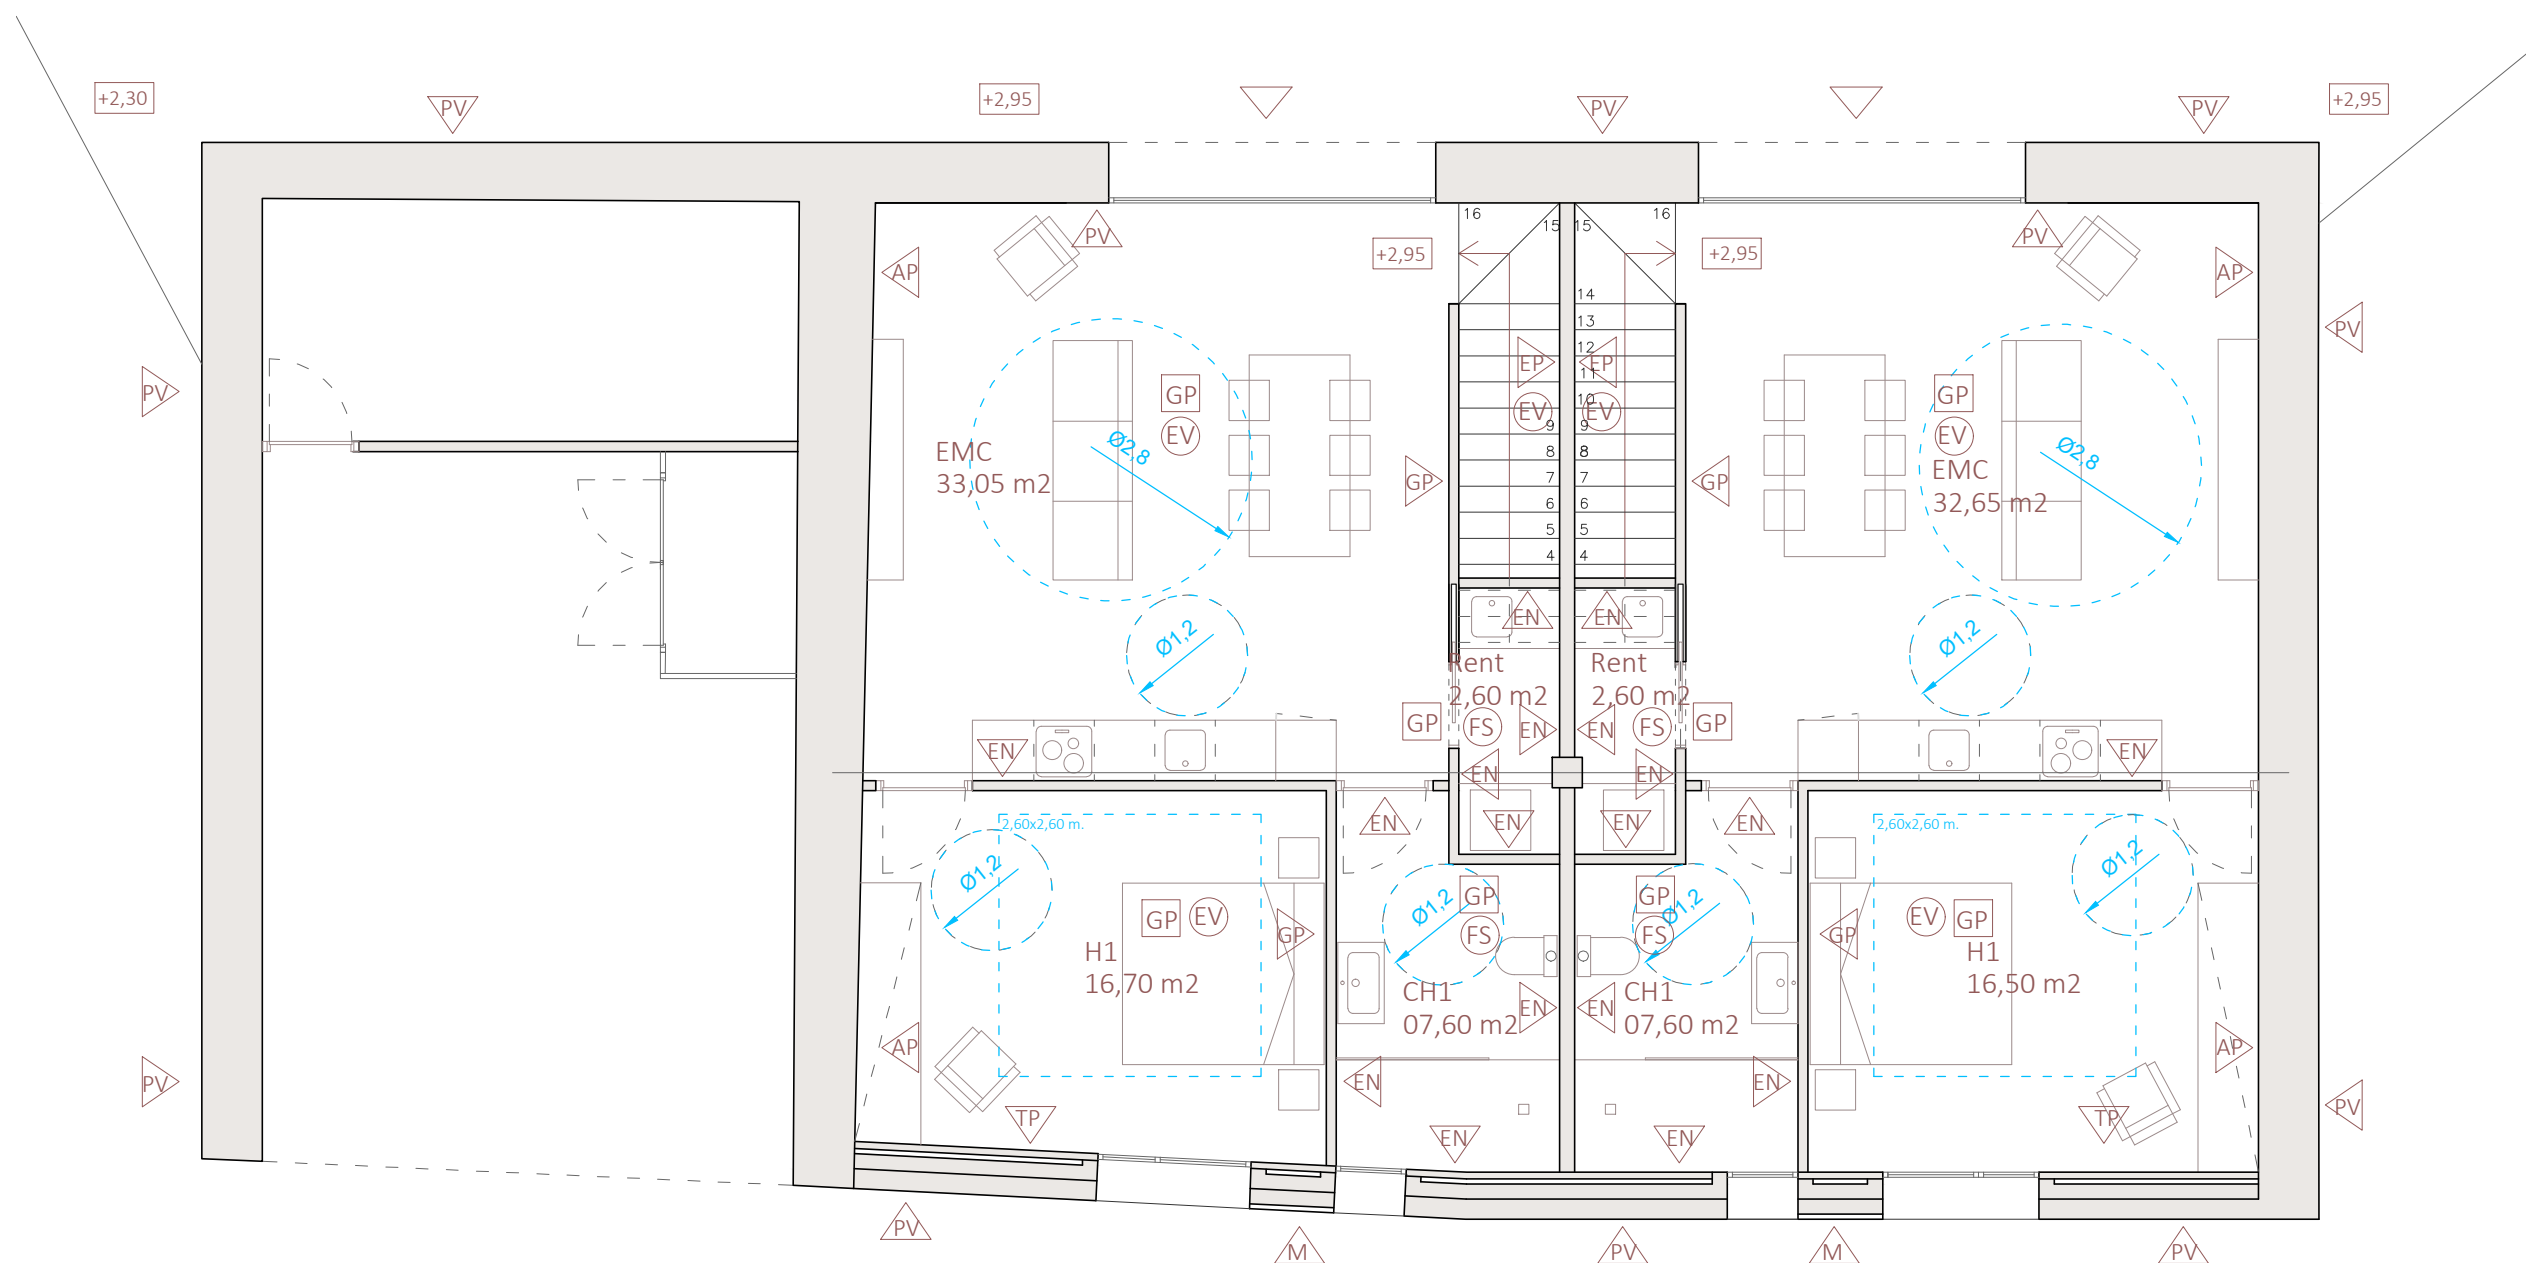 +2,30
PV
+2,95
PV
PV
+2,95
16
15
15
16
PV
+2,95
+2,95
PV
AP
AP
14
13
12
11
10
9
9
8
8
7
7
6
6
5
5
4
4
PV
PV
EP
EP
GP
EV
EV
EV
GP
EV
Ø2,8
Ø2,8
EMC
33,05 m2
EMC
32,65 m2
GP
GP
EN
EN
Ø1,2
Ø1,2
Rent
2,60 m2
Rent
2,60 m2
GP
FS
EN
EN
FS
GP
EN
EN
EN
EN
2,60x2,60 m.
2,60x2,60 m.
EN
EN
EN
EN
Ø1,2
Ø1,2
GP
EV
GP
GP
FS
Ø1,2
GP
FS
Ø1,2
GP
EV
GP
H1
16,70 m2
H1
16,50 m2
CH1
07,60 m2
CH1
07,60 m2
EN
EN
AP
AP
PV
EN
EN
PV
TP
TP
EN
EN
PV
M
PV
M
PV